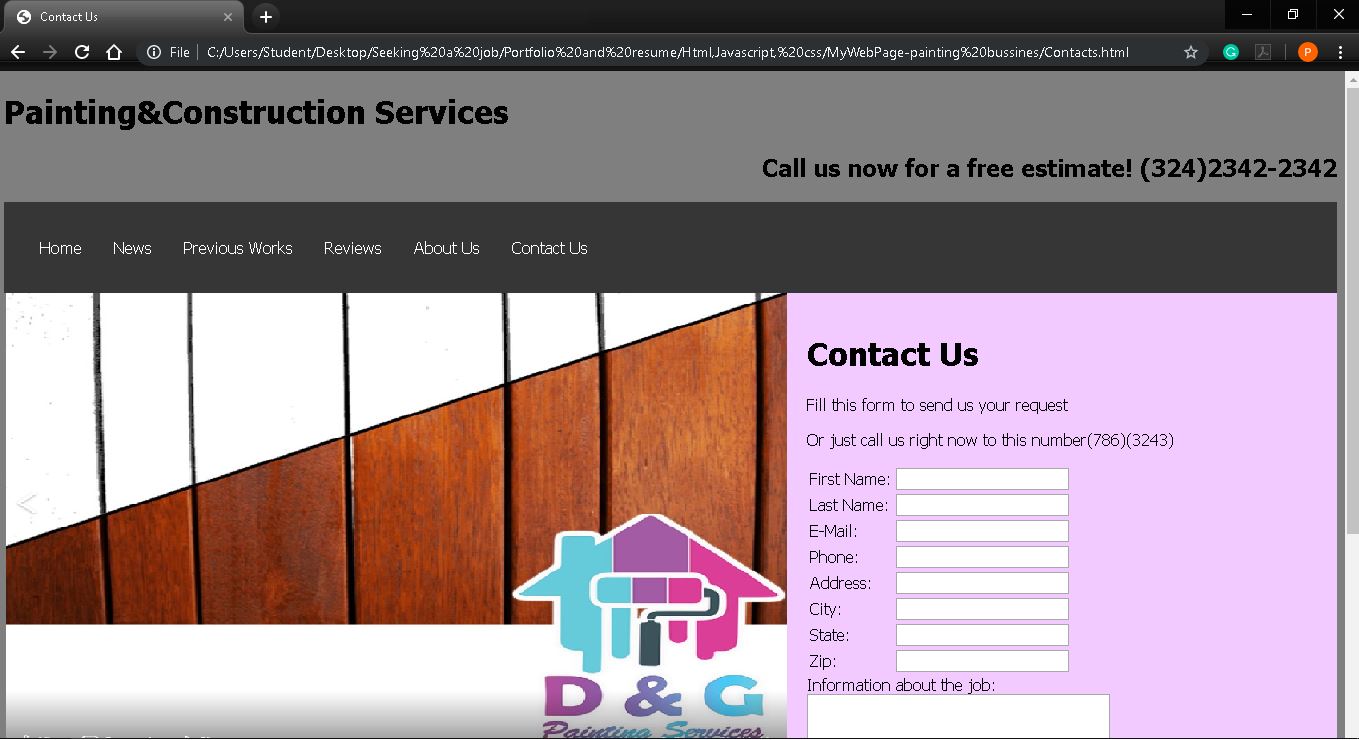 Contact Us
File
C:/Users/Student/Desktop/Seeking%20a%20job/Portfolio%20and%20resume/Html,Javascript,%20css/MyWebPage-painting%20bussines/Contacts.html
G
P
Painting&Construction Services
Call us now for a free estimate! (324)2342-2342
Home News Previous Works Reviews About Us Contact Us
Contact Us
Fill this form to send us your request
Or just call us right now to this number(786)(3243)
First Name:
Last Name:
E-Mail:
Phone:
Address:
City:
State:
Zip:
Information about the job:
D & G
Painting Services